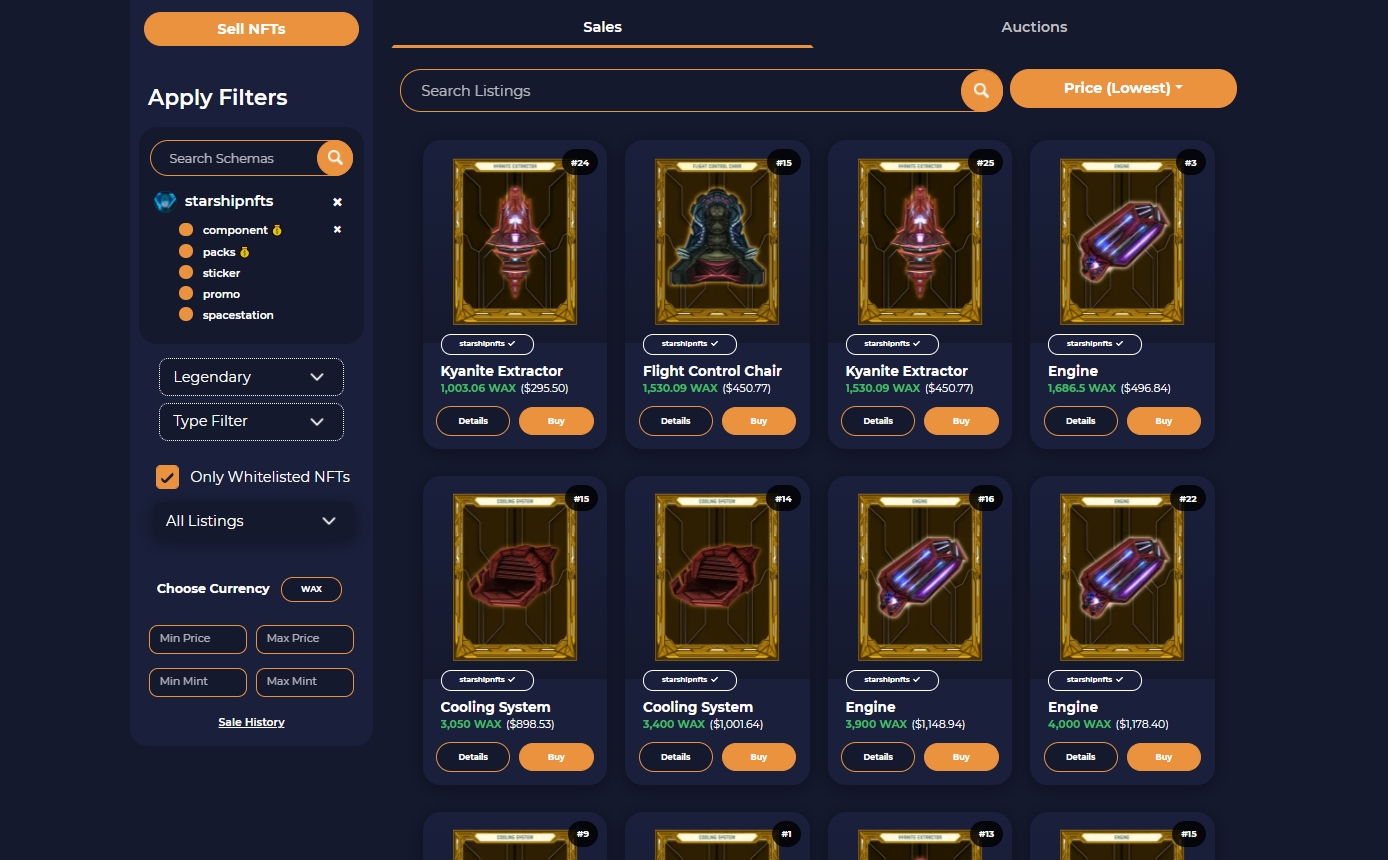 Sell NFTs
Apply Filters
Search Schemas
starshipnfts
component
packs
sticker
promo
spacestation
Legendary
Type Filter
Only Whitelisted NFTs
All Listings
Choose Currency WAX
Min Price Max Price
Min Mint Max Mint
Sale History
Sales Auctions
Search Listings Price (Lowest)
#24 #15 #25 #3
KYANITE EXTRACTOR FLIGHT CONTROL CHAIR KYANITE EXTRACTOR ENGINE
starshipnfts starshipnfts starshipnfts starshipnfts
Kyanite Extractor Flight Control Chair Kyanite Extractor Engine
1,003.06 WAX ($295.50) 1,530.09 WAX ($450.77) 1,530.09 WAX ($450.77) 1,686.5 WAX ($496.84)
Details Buy Details Buy Details Buy Details Buy
#15 #14 #16 #22
COOLING SYSTEM COOLING SYSTEM ENGINE ENGINE
starshipnfts starshipnfts starshipnfts starshipnfts
Cooling System Cooling System Engine Engine
3,050 WAX ($898.53) 3,400 WAX ($1,001.64) 3,900 WAX ($1,148.94) 4,000 WAX ($1,178.40)
Details Buy Details Buy Details Buy Details Buy
#9 #1 #13 #15
COOLING SYSTEM COOLING SYSTEM KYANITE EXTRACTOR ENGINE